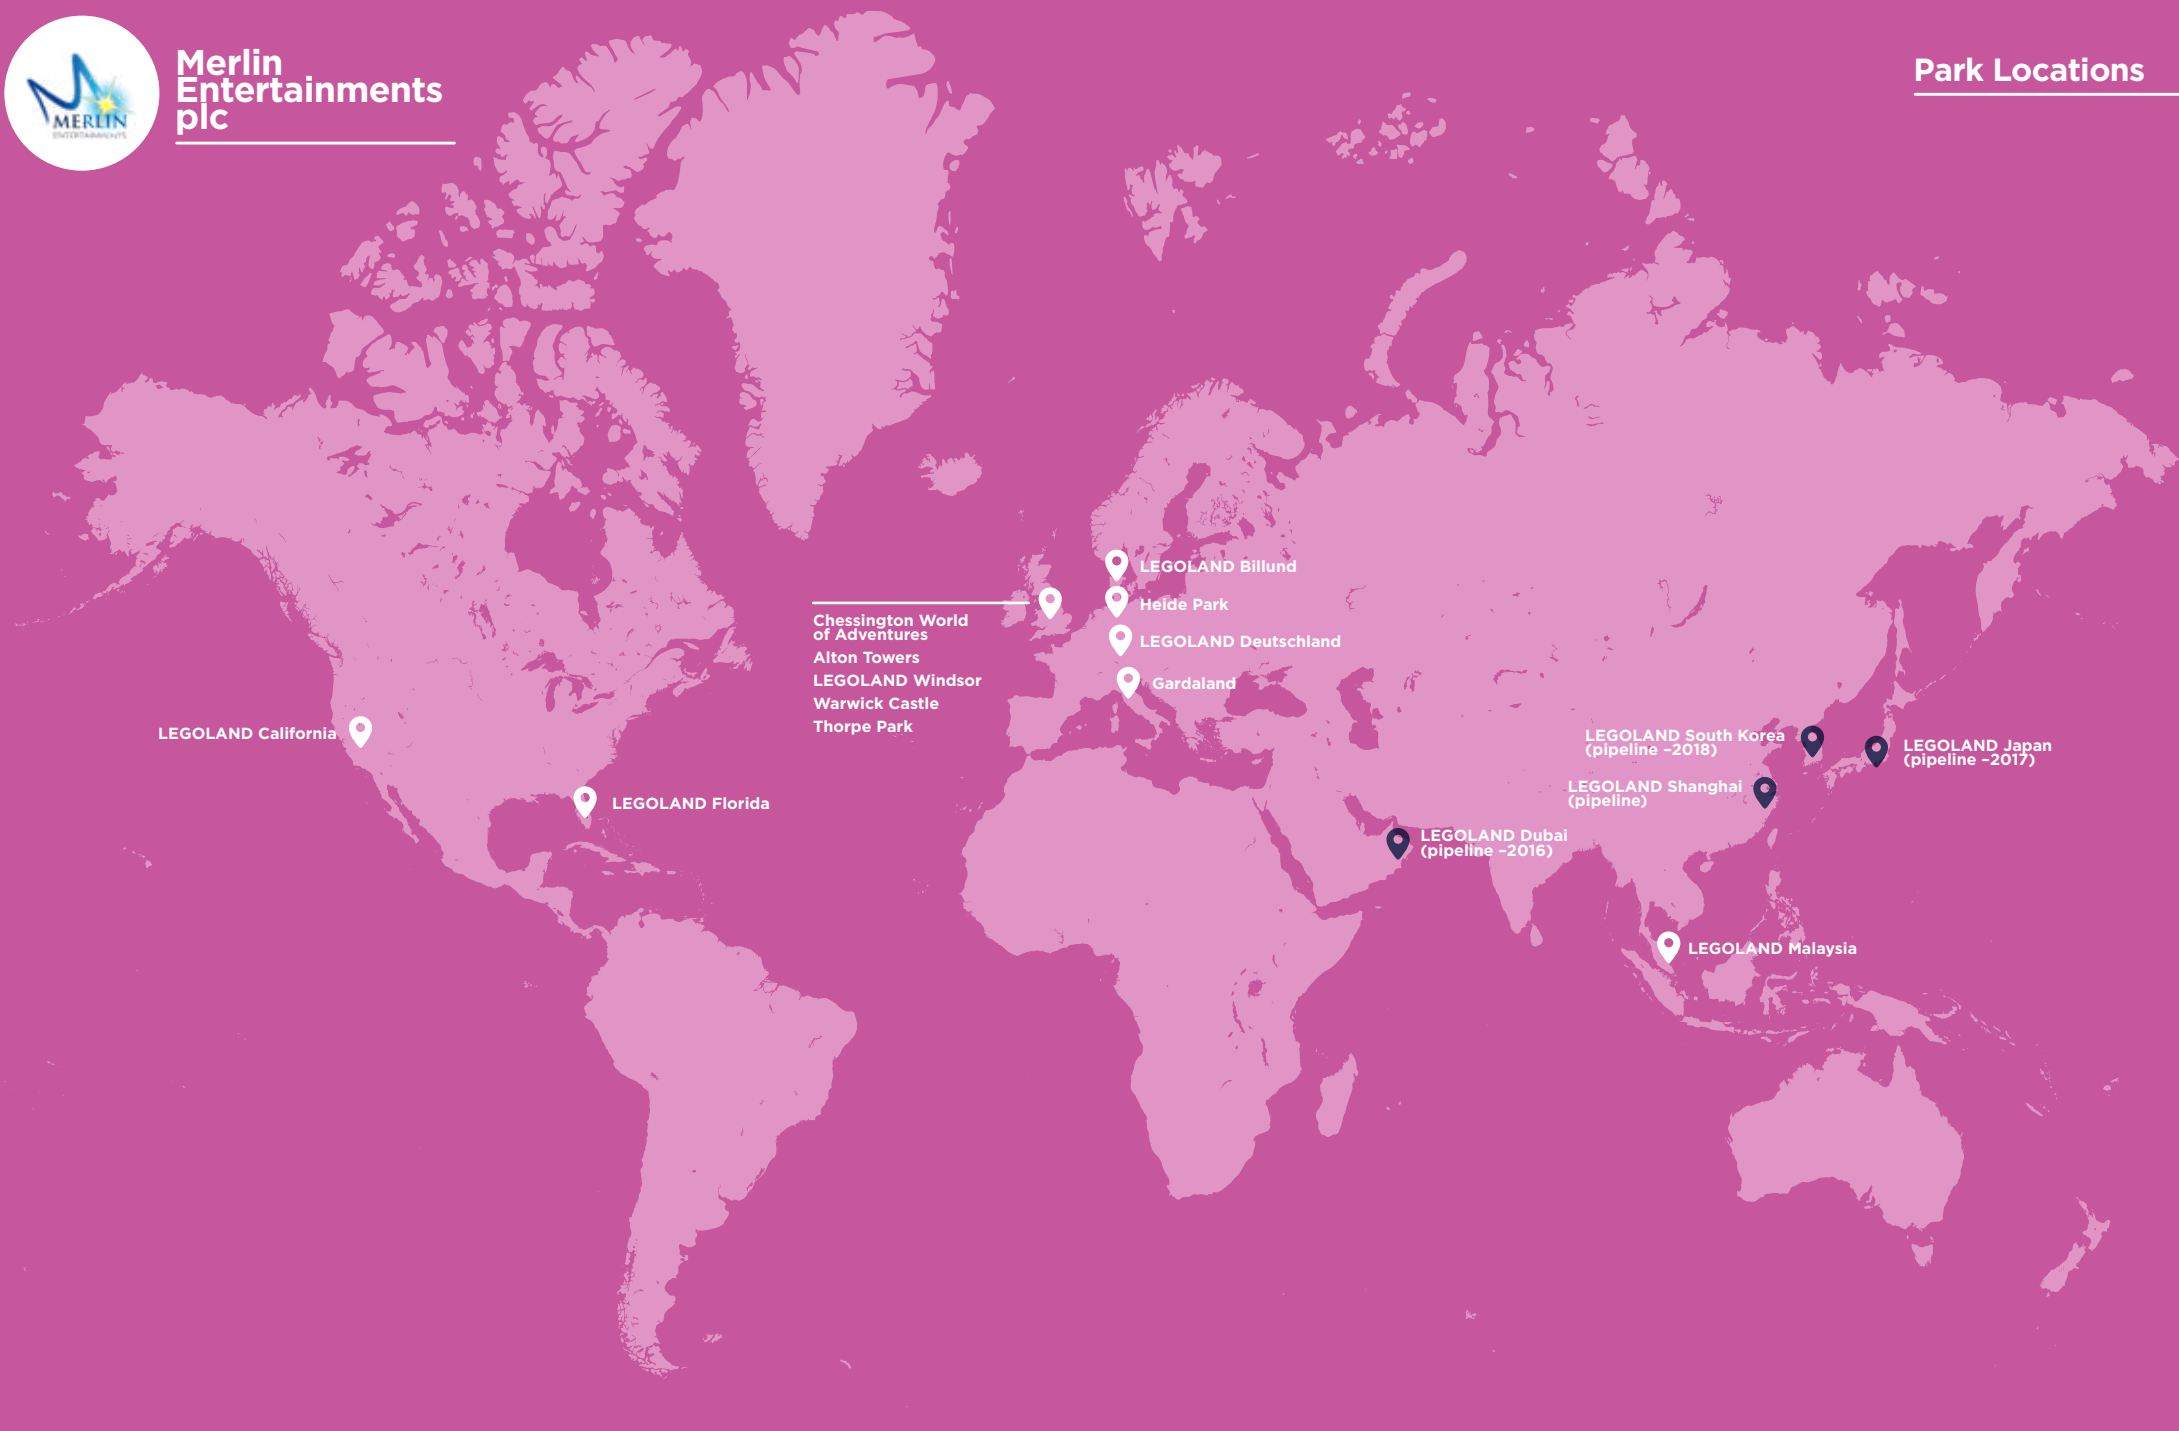 MERLIN
ENTERTAINMENTS
Merlin
Entertainments
plc
Park Locations
LEGOLAND Billund
Heide Park
LEGOLAND Deutschland
Gardaland
Chessington World
of Adventures
Alton Towers
LEGOLAND Windsor
Warwick Castle
Thorpe Park
LEGOLAND California
LEGOLAND Florida
LEGOLAND South Korea
(pipeline –2018)
LEGOLAND Japan
(pipeline –2017)
LEGOLAND Shanghai
(pipeline)
LEGOLAND Dubai
(pipeline –2016)
LEGOLAND Malaysia